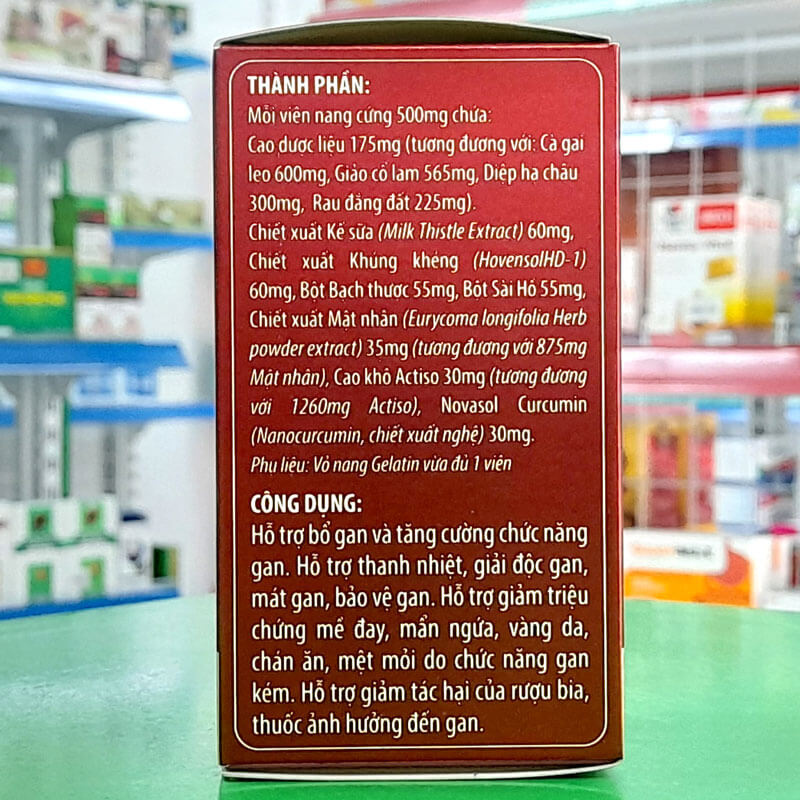 THÀNH PHẦN:
Mỗi viên nang cứng 500mg chứa:
Cao dược liệu 175mg (tương đương với: Cà gai
leo 600mg, Giảo cổ lam 565mg, Diệp hạ châu
300mg, Rau đắng đất 225mg).
Chiết xuất Kế sữa (Milk Thistle Extract) 60mg,
Chiết xuất Khúng khéng (HovensolHD-1)
60mg, Bột Bạch thược 55mg, Bột Sài Hồ 55mg,
Chiết xuất Mật nhân (Eurycoma longifolia Herb
powder extract) 35mg (tương đương với 875mg
Mật nhân), Cao khô Actiso 30mg (tương đương
với 1260mg Actiso), Novasol Curcumin
(Nanocurcumin, chiết xuất nghệ) 30mg.
Phụ liệu: Vỏ nang Gelatin vừa đủ 1 viên
CÔNG DỤNG:
Hỗ trợ bổ gan và tăng cường chức năng
gan. Hỗ trợ thanh nhiệt, giải độc gan,
mát gan, bảo vệ gan. Hỗ trợ giảm triệu
chứng mề đay, mẩn ngứa, vàng da,
chán ăn, mệt mỏi do chức năng gan
kém. Hỗ trợ giảm tác hại của rượu bia,
thuốc ảnh hưởng đến gan.